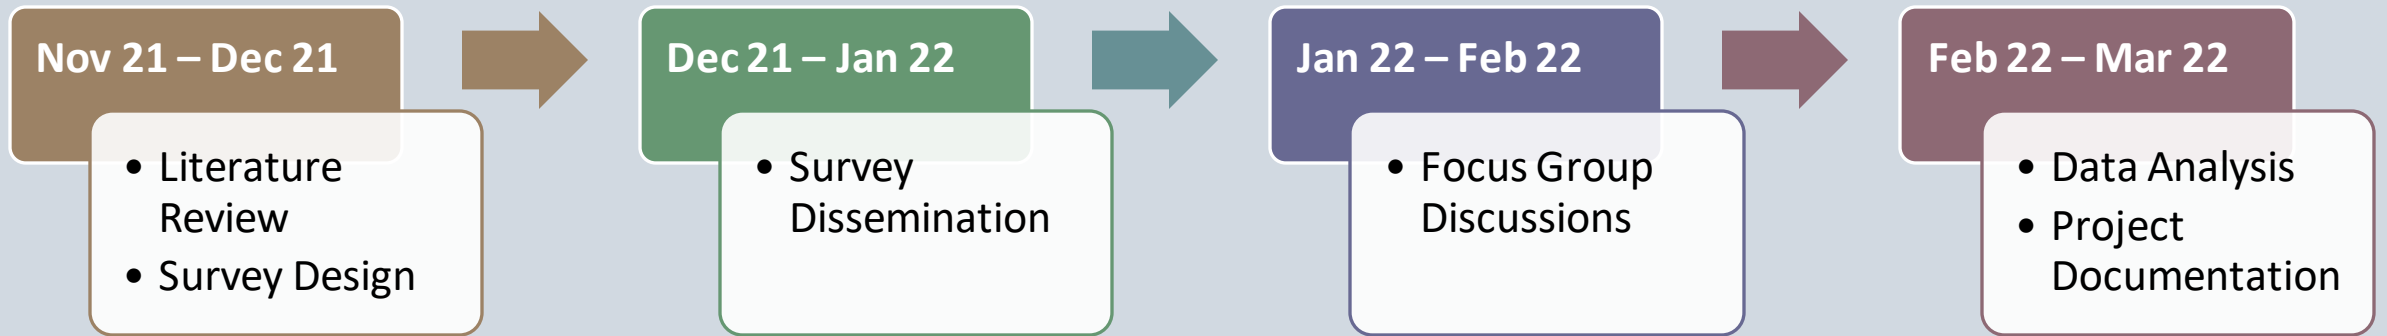 Nov 21 – Dec 21
• Literature
Review
• Survey Design
Dec 21 – Jan 22
• Survey
Dissemination
Jan 22 – Feb 22
• Focus Group
Discussions
Feb 22 – Mar 22
• Data Analysis
• Project
Documentation